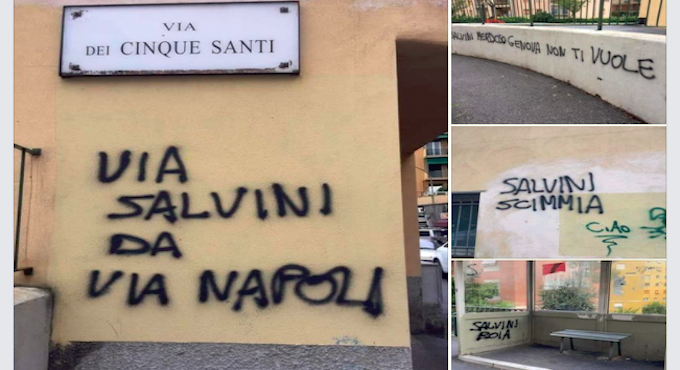 VIA
DEI CINQUE SANTI
VIA
SALVINI
DA
VIA NAPOLI
SALVINI MERDOSO GENOVA NON TI VUOLE
SALVINI
SCIMMIA
CIAO
SALVINI
BOIA